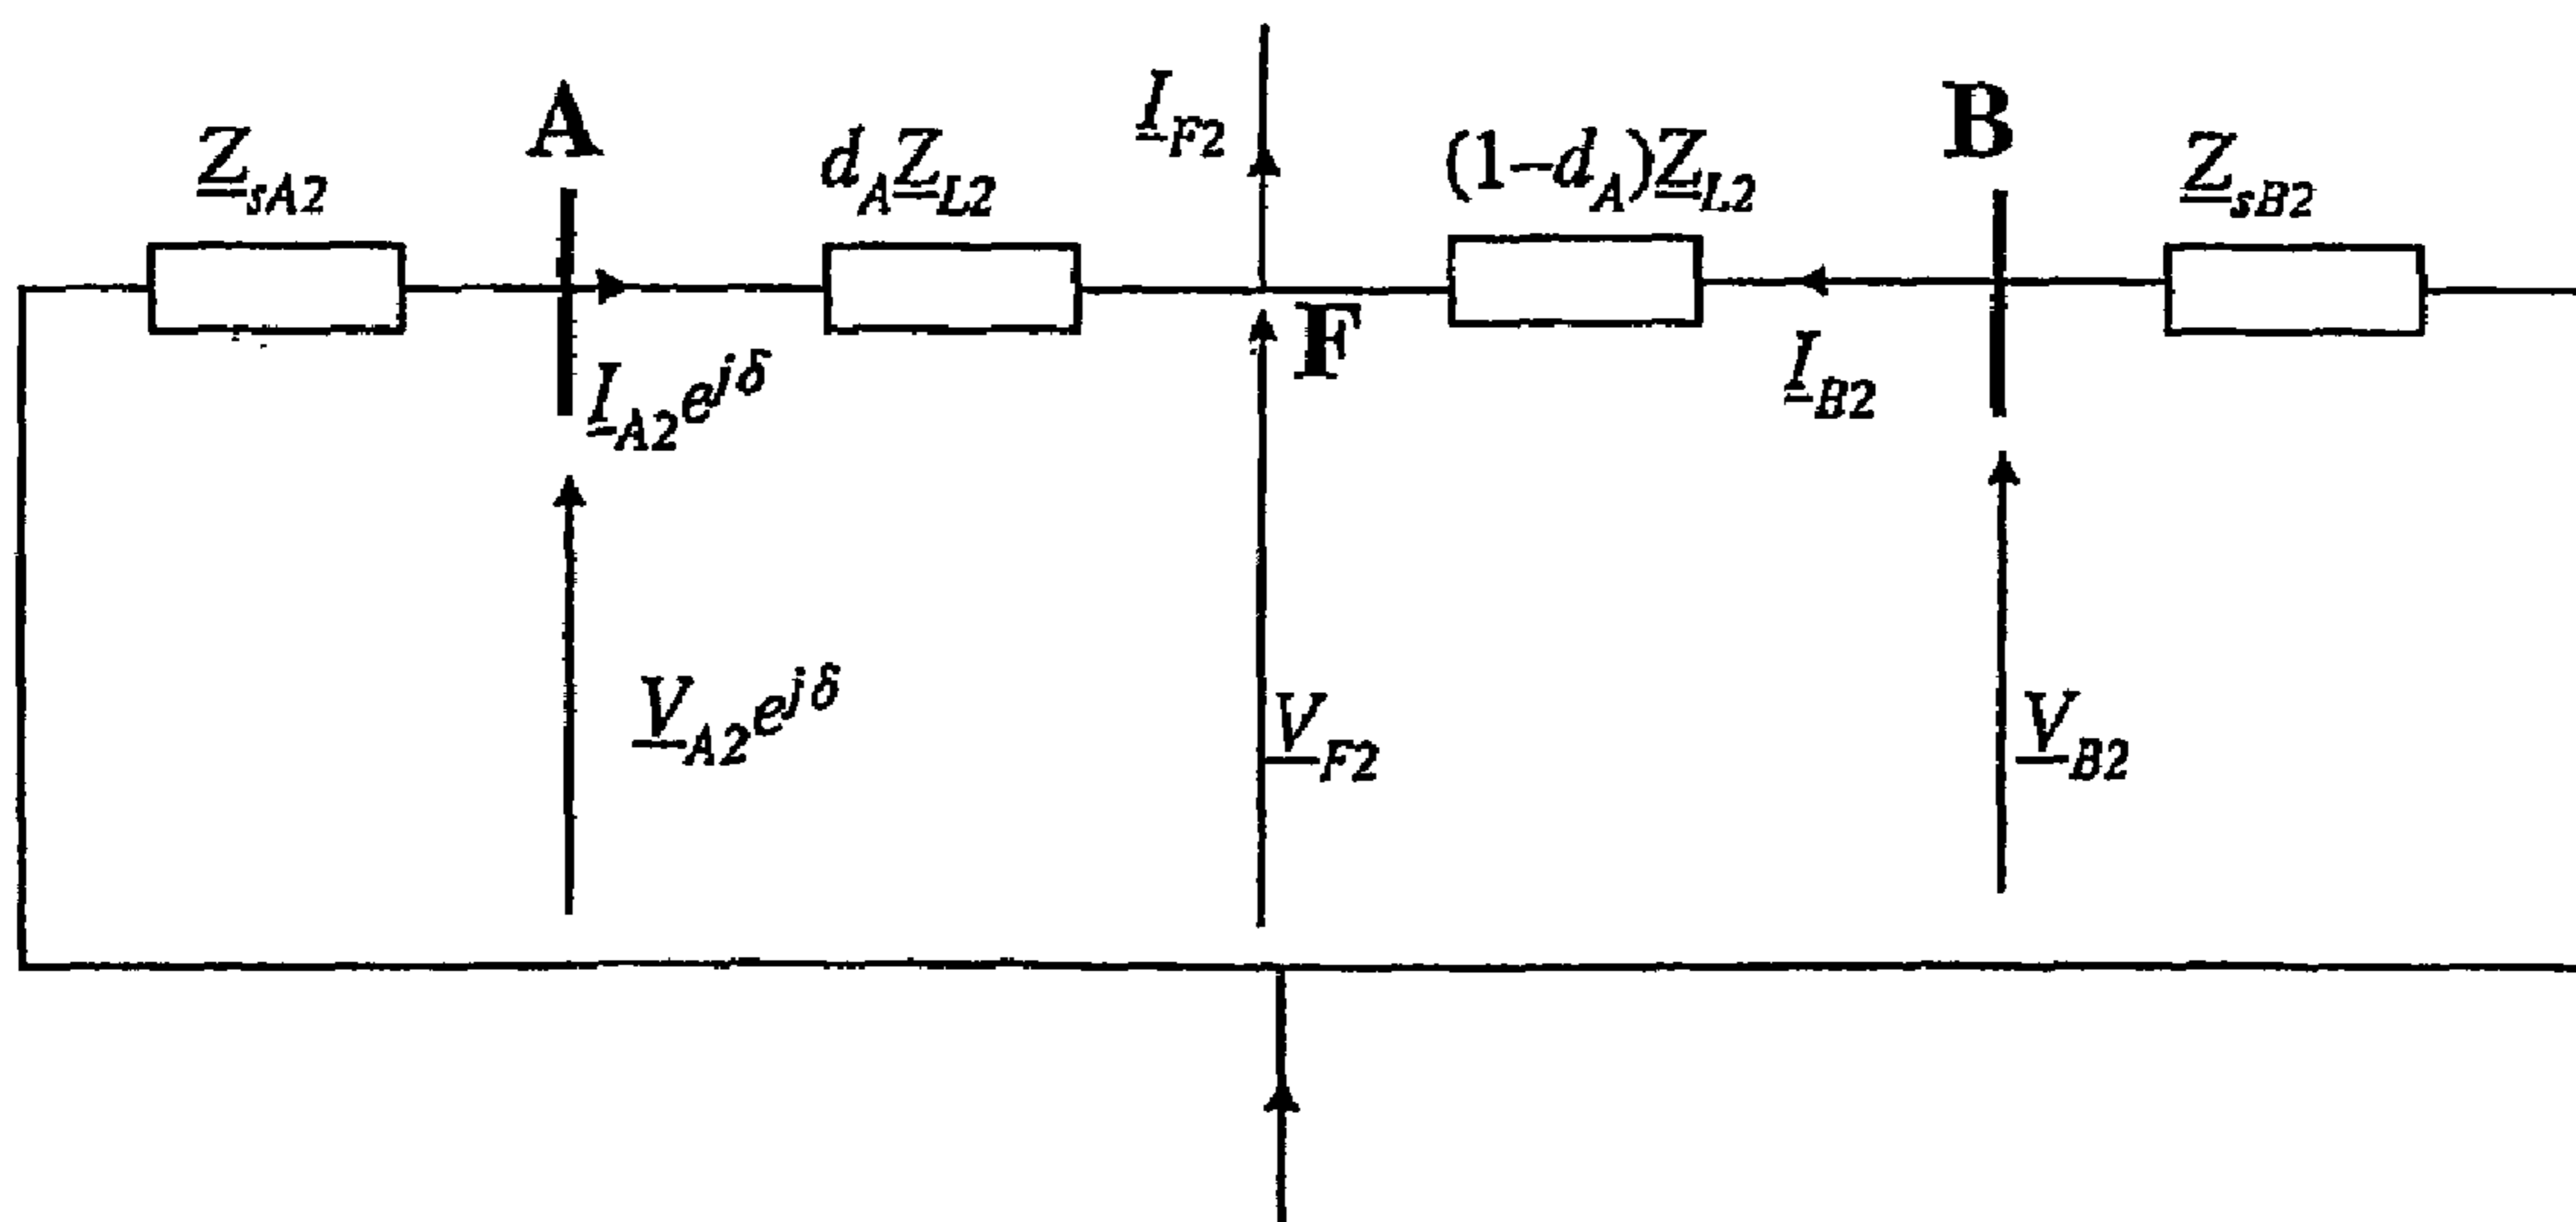 Z_sA2
A
d_A Z_L2
I_F2
(1–d_A)Z_L2
B
Z_sB2
F
I_A2 e^jδ
I_B2
V_A2 e^jδ
V_F2
V_B2